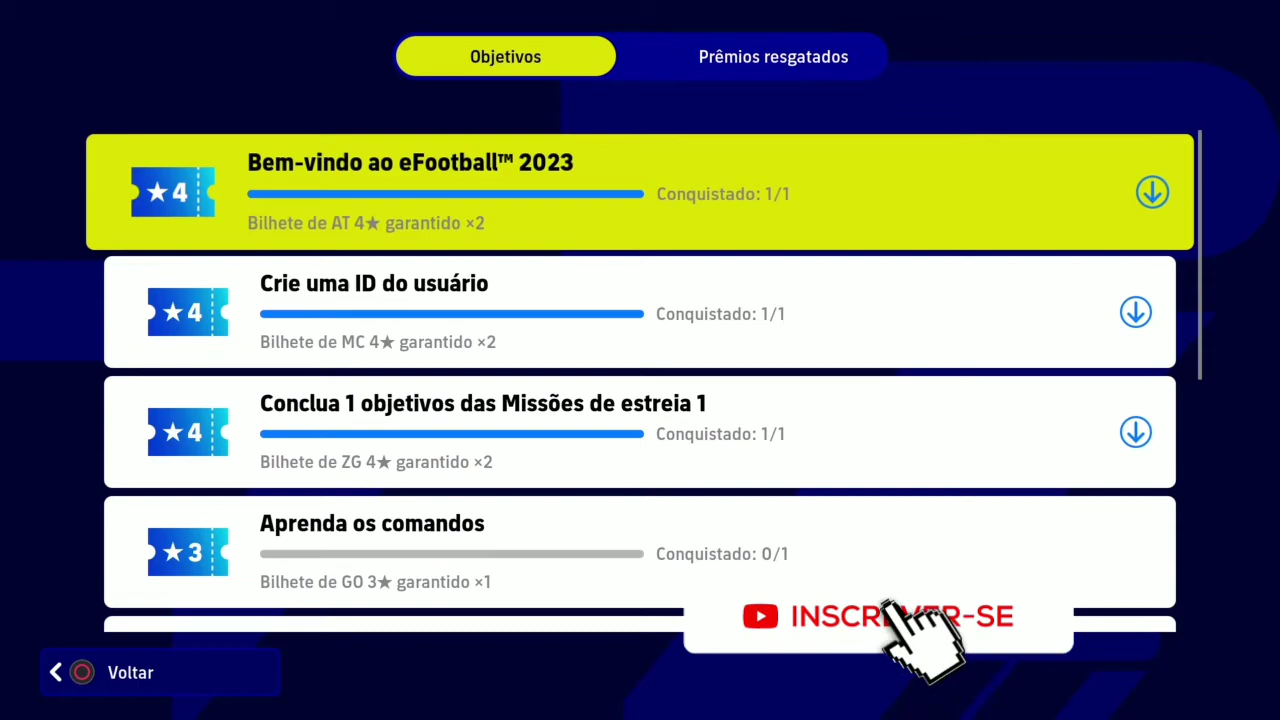 Objetivos
Prêmios resgatados
Bem-vindo ao eFootball™ 2023
★4
Conquistado: 1/1
Bilhete de AT 4★ garantido ×2
Crie uma ID do usuário
★4
Conquistado: 1/1
Bilhete de MC 4★ garantido ×2
Conclua 1 objetivos das Missões de estreia 1
★4
Conquistado: 1/1
Bilhete de ZG 4★ garantido ×2
Aprenda os comandos
★3
Conquistado: 0/1
Bilhete de GO 3★ garantido ×1
INSCREVER-SE
Voltar